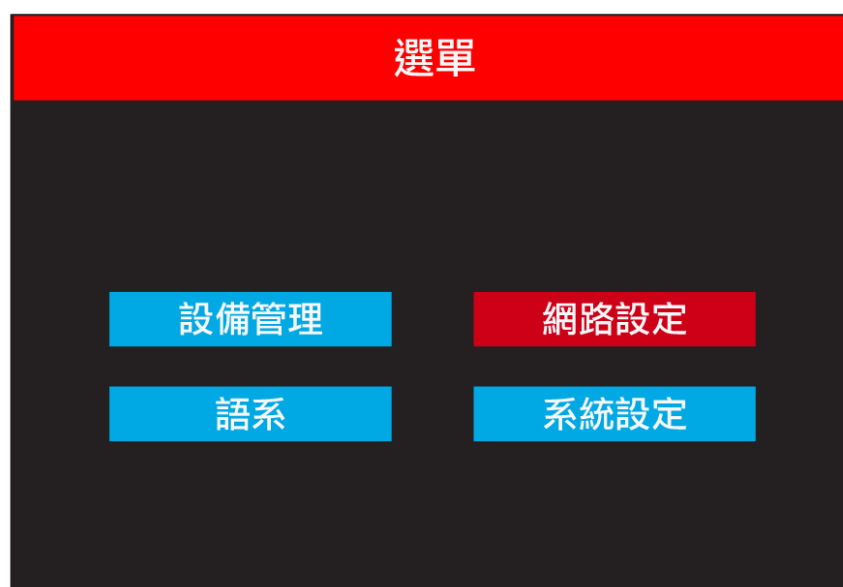 選單
設備管理
網路設定
語系
系統設定